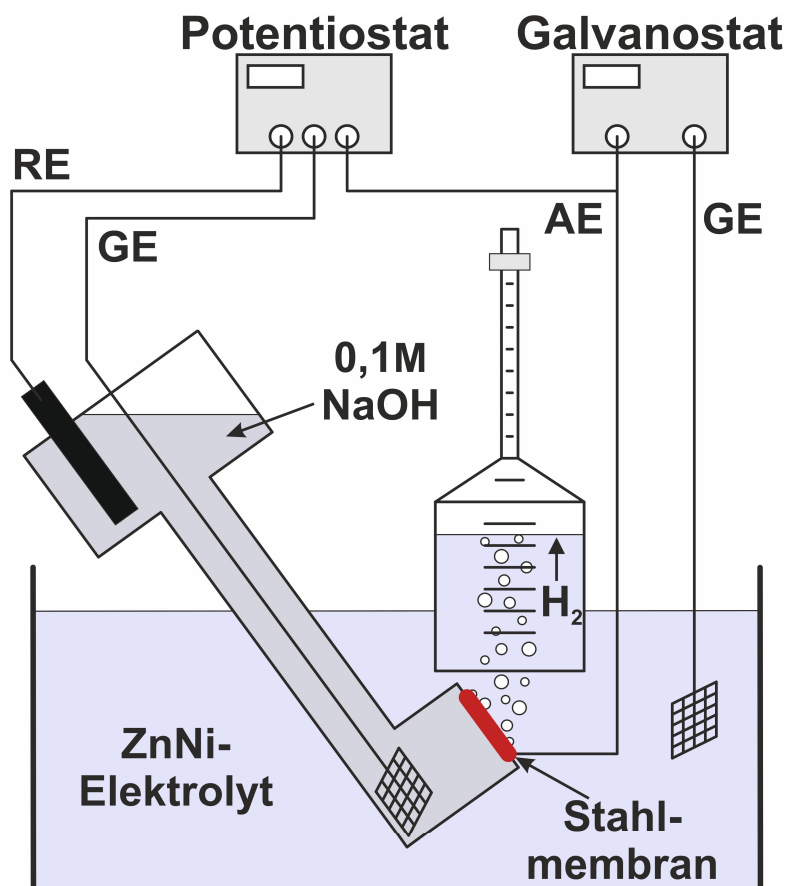 Potentiostat
Galvanostat
RE
GE
AE
GE
0,1M
NaOH
H₂
ZnNi-
Elektrolyt
Stahl-
membran